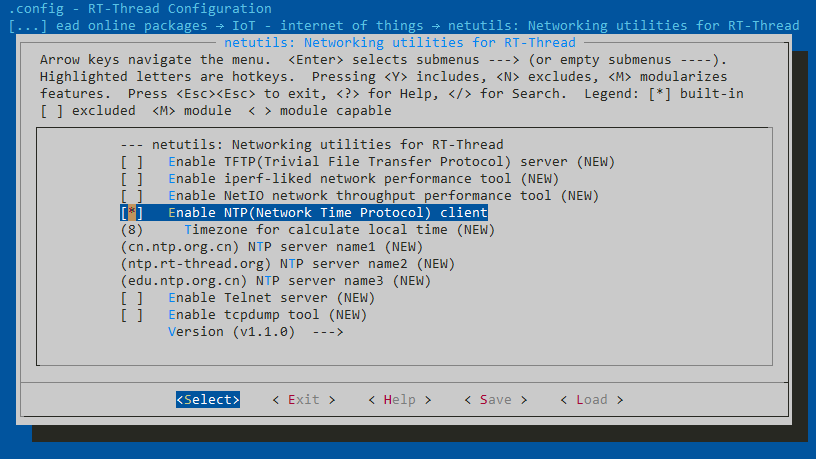 .config - RT-Thread Configuration
[...] ead online packages → IoT - internet of things → netutils: Networking utilities for RT-Thread
netutils: Networking utilities for RT-Thread
Arrow keys navigate the menu.  <Enter> selects submenus ---> (or empty submenus ----).
Highlighted letters are hotkeys.  Pressing <Y> includes, <N> excludes, <M> modularizes
features.  Press <Esc><Esc> to exit, <?> for Help, </> for Search.  Legend: [*] built-in
[ ] excluded  <M> module  < > module capable
--- netutils: Networking utilities for RT-Thread
[ ]   Enable TFTP(Trivial File Transfer Protocol) server (NEW)
[ ]   Enable iperf-liked network performance tool (NEW)
[ ]   Enable NetIO network throughput performance tool (NEW)
[*]   Enable NTP(Network Time Protocol) client
(8)     Timezone for calculate local time (NEW)
(cn.ntp.org.cn) NTP server name1 (NEW)
(ntp.rt-thread.org) NTP server name2 (NEW)
(edu.ntp.org.cn) NTP server name3 (NEW)
[ ]   Enable Telnet server (NEW)
[ ]   Enable tcpdump tool (NEW)
Version (v1.1.0)  --->
<Select>    < Exit >    < Help >    < Save >    < Load >